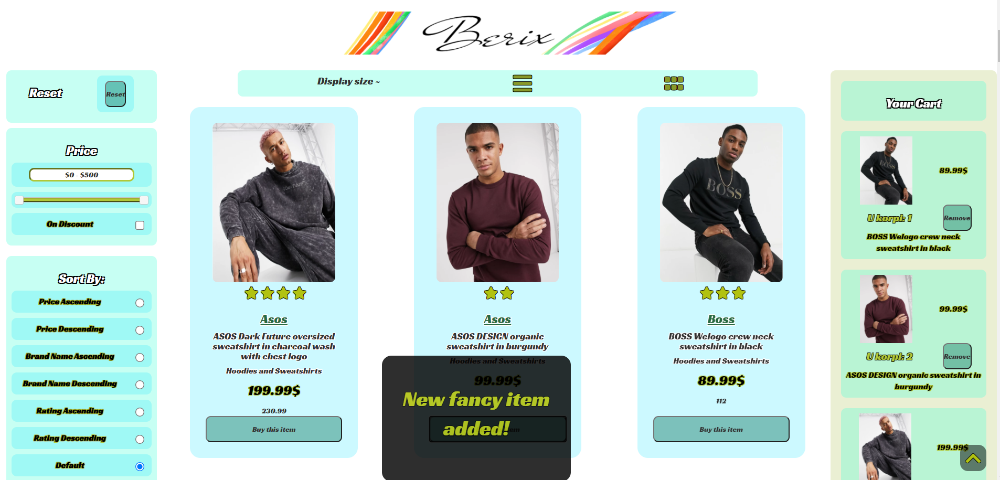 Berix
Reset
Reset
Price
$0 - $500
On Discount
Sort By:
Price Ascending
Price Descending
Brand Name Ascending
Brand Name Descending
Rating Ascending
Rating Descending
Default
Display size ~
Asos
ASOS Dark Future oversized
sweatshirt in charcoal wash
with chest logo
Hoodies and Sweatshirts
199.99$
230.99
Buy this item
Asos
ASOS DESIGN organic
sweatshirt in burgundy
Hoodies and Sweatshirts
99.99$
New fancy item
added!
BOSS
Boss
BOSS Welogo crew neck
sweatshirt in black
Hoodies and Sweatshirts
89.99$
112
Buy this item
Your Cart
BOSS
89.99$
U korpi: 1
Remove
BOSS Welogo crew neck
sweatshirt in black
99.99$
U korpi: 2
Remove
ASOS DESIGN organic sweatshirt in
burgundy
199.99$